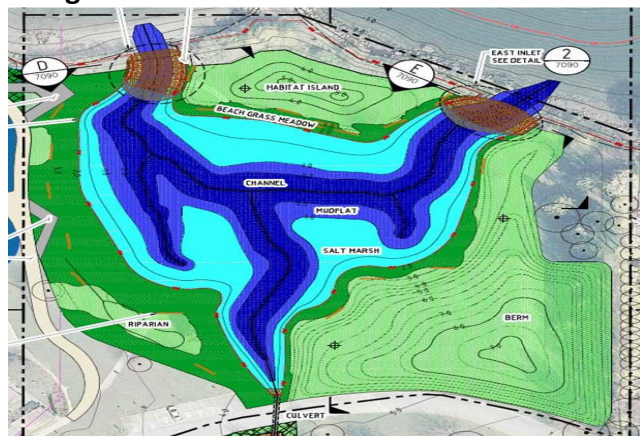 D
7090
E
7090
EAST INLET
SEE DETAIL
2
7090
HABITAT ISLAND
BEACH GRASS MEADOW
CHANNEL
MUDFLAT
SALT MARSH
RIPARIAN
BERM
CULVERT